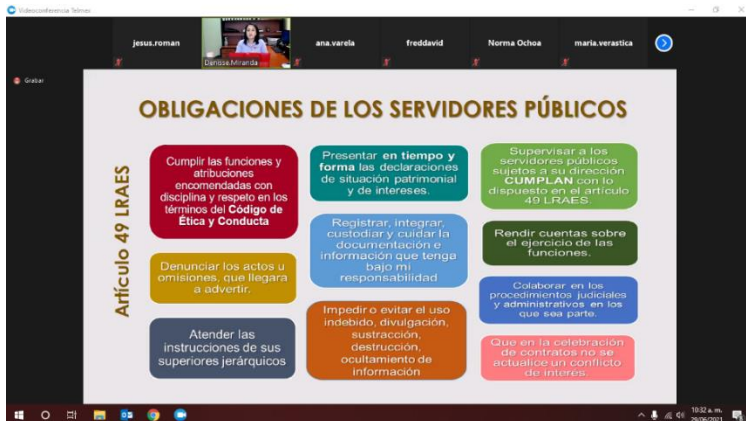 Videoconferencia Telmex
jesus.roman
Denisse.Miranda
ana.varela
freddavid
Norma Ochoa
maria.verastica
Grabar
OBLIGACIONES DE LOS SERVIDORES PÚBLICOS
Artículo 49 LRAES
Cumplir las funciones y
atribuciones
encomendadas con
disciplina y respeto en los
términos del Código de
Ética y Conducta
Denunciar los actos u
omisiones, que llegara
a advertir.
Atender las
instrucciones de sus
superiores jerárquicos
Presentar en tiempo y
forma las declaraciones
de situación patrimonial
y de intereses.
Registrar, integrar,
custodiar y cuidar la
documentación e
información que tenga
bajo mi
responsabilidad
Impedir o evitar el uso
indebido, divulgación,
sustracción,
destrucción,
ocultamiento de
información
Supervisar a los
servidores públicos
sujetos a su dirección
CUMPLAN con lo
dispuesto en el artículo
49 LRAES.
Rendir cuentas sobre
el ejercicio de las
funciones.
Colaborar en los
procedimientos judiciales
y administrativos en los
que sea parte.
Que en la celebración
de contratos no se
actualice un conflicto
de interés.
10:32 a. m.
29/06/2021